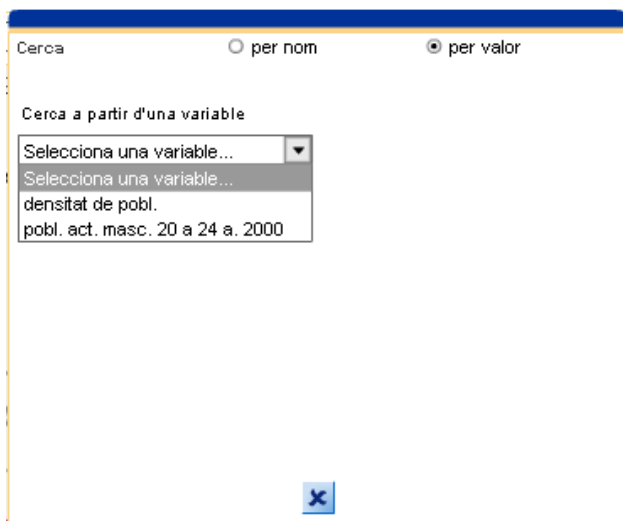 Cerca per nom per valor
Cerca a partir d'una variable
Selecciona una variable...
Selecciona una variable...
densitat de pobl.
pobl. act. masc. 20 a 24 a. 2000